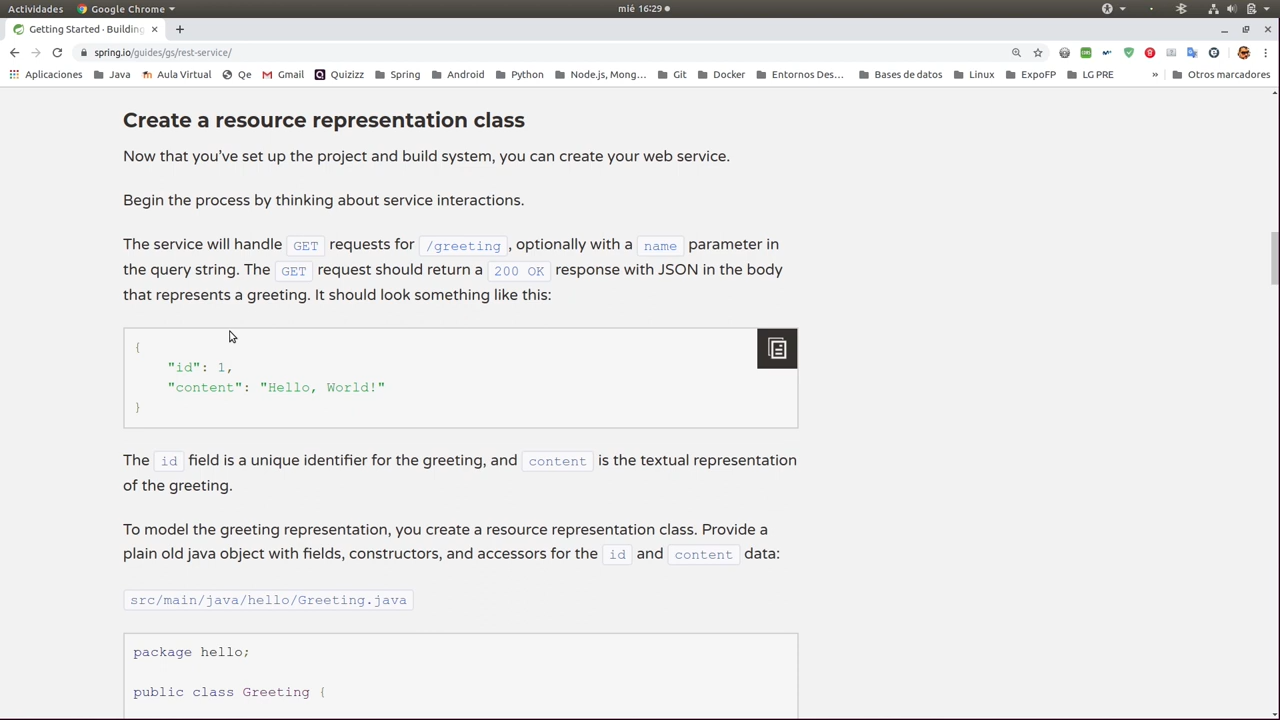 Actividades Google Chrome mié 16:29
Getting Started · Building
spring.io/guides/gs/rest-service/
Aplicaciones Java Aula Virtual Qe Gmail Quizizz Spring Android Python Node.js, Mong… Git Docker Entornos Des… Bases de datos Linux ExpoFP LG PRE » Otros marcadores
Create a resource representation class
Now that you’ve set up the project and build system, you can create your web service.
Begin the process by thinking about service interactions.
The service will handle GET requests for /greeting, optionally with a name parameter in
the query string. The GET request should return a 200 OK response with JSON in the body
that represents a greeting. It should look something like this:
{
"id": 1,
"content": "Hello, World!"
}
The id field is a unique identifier for the greeting, and content is the textual representation
of the greeting.
To model the greeting representation, you create a resource representation class. Provide a
plain old java object with fields, constructors, and accessors for the id and content data:
src/main/java/hello/Greeting.java
package hello;
public class Greeting {